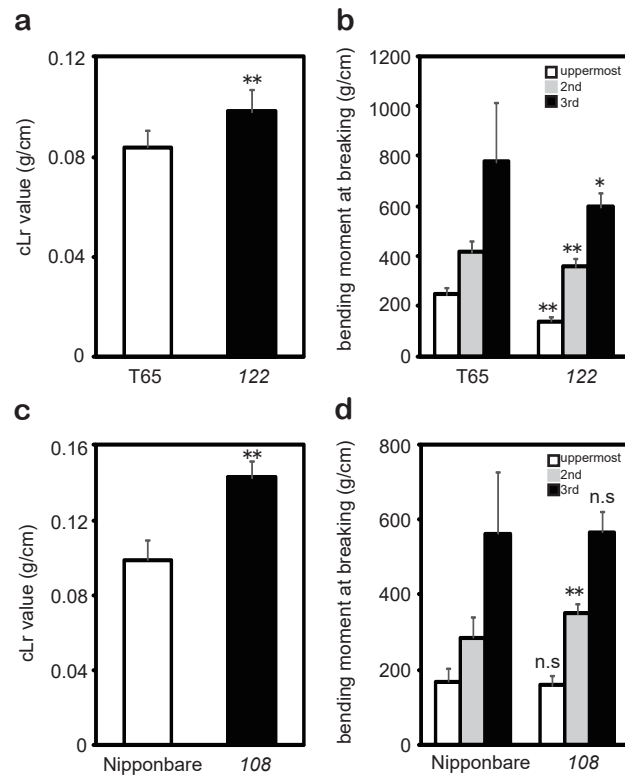 a
cLr value (g/cm)
0.12
0.08
0.04
0
**
T65 122
b
bending moment at breaking (g/cm)
1200
1000
800
600
400
200
0
uppermost
2nd
3rd
**
**
*
T65 122
c
cLr value (g/cm)
0.16
0.12
0.08
0.04
0
**
Nipponbare 108
d
bending moment at breaking (g/cm)
800
600
400
200
0
uppermost
2nd
3rd
n.s
**
n.s
Nipponbare 108